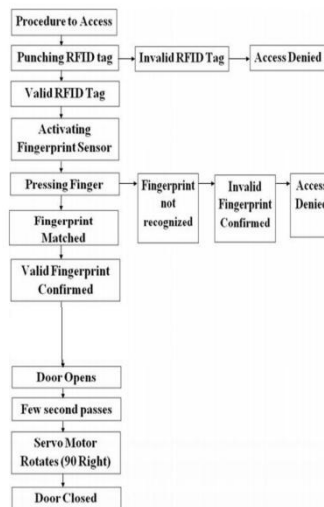 Procedure to Access
Punching RFID tag
Invalid RFID Tag
Access Denied
Valid RFID Tag
Activating
Fingerprint Sensor
Pressing Finger
Fingerprint
not
recognized
Invalid
Fingerprint
Confirmed
Access
Denied
Fingerprint
Matched
Valid Fingerprint
Confirmed
Door Opens
Few second passes
Servo Motor
Rotates (90 Right)
Door Closed